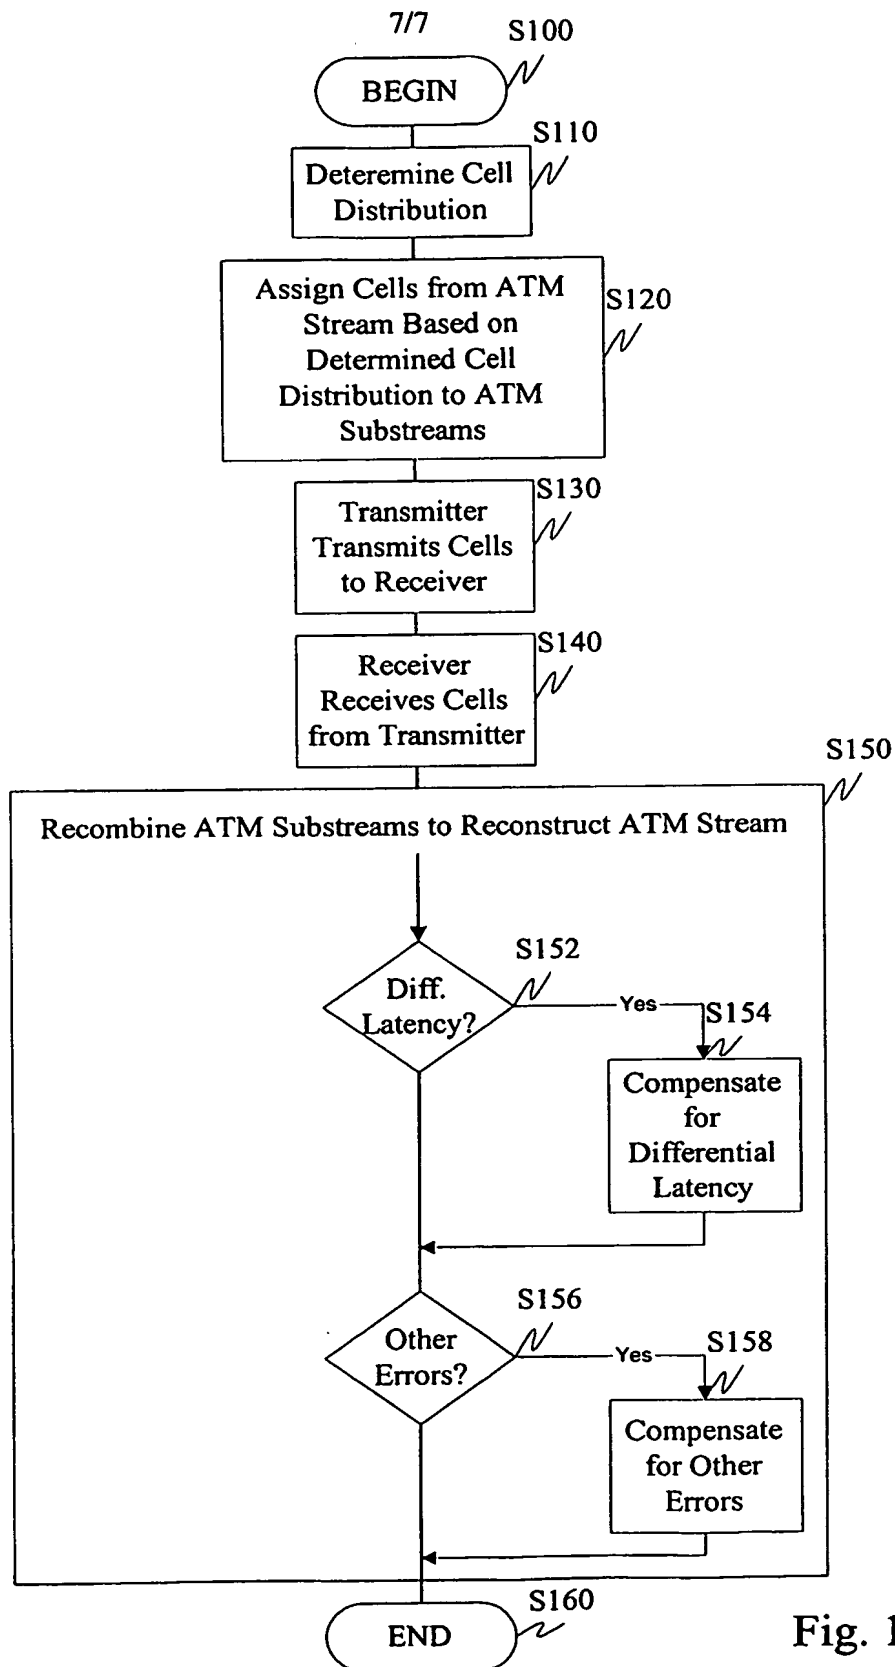 7/7
S100
BEGIN
S110
Deteremine Cell
Distribution
S120
Assign Cells from ATM
Stream Based on
Determined Cell
Distribution to ATM
Substreams
S130
Transmitter
Transmits Cells
to Receiver
S140
Receiver
Receives Cells
from Transmitter
S150
Recombine ATM Substreams to Reconstruct ATM Stream
S152
Diff.
Latency?
Yes
S154
Compensate
for
Differential
Latency
S156
Other
Errors?
Yes
S158
Compensate
for Other
Errors
S160
END
Fig. 1